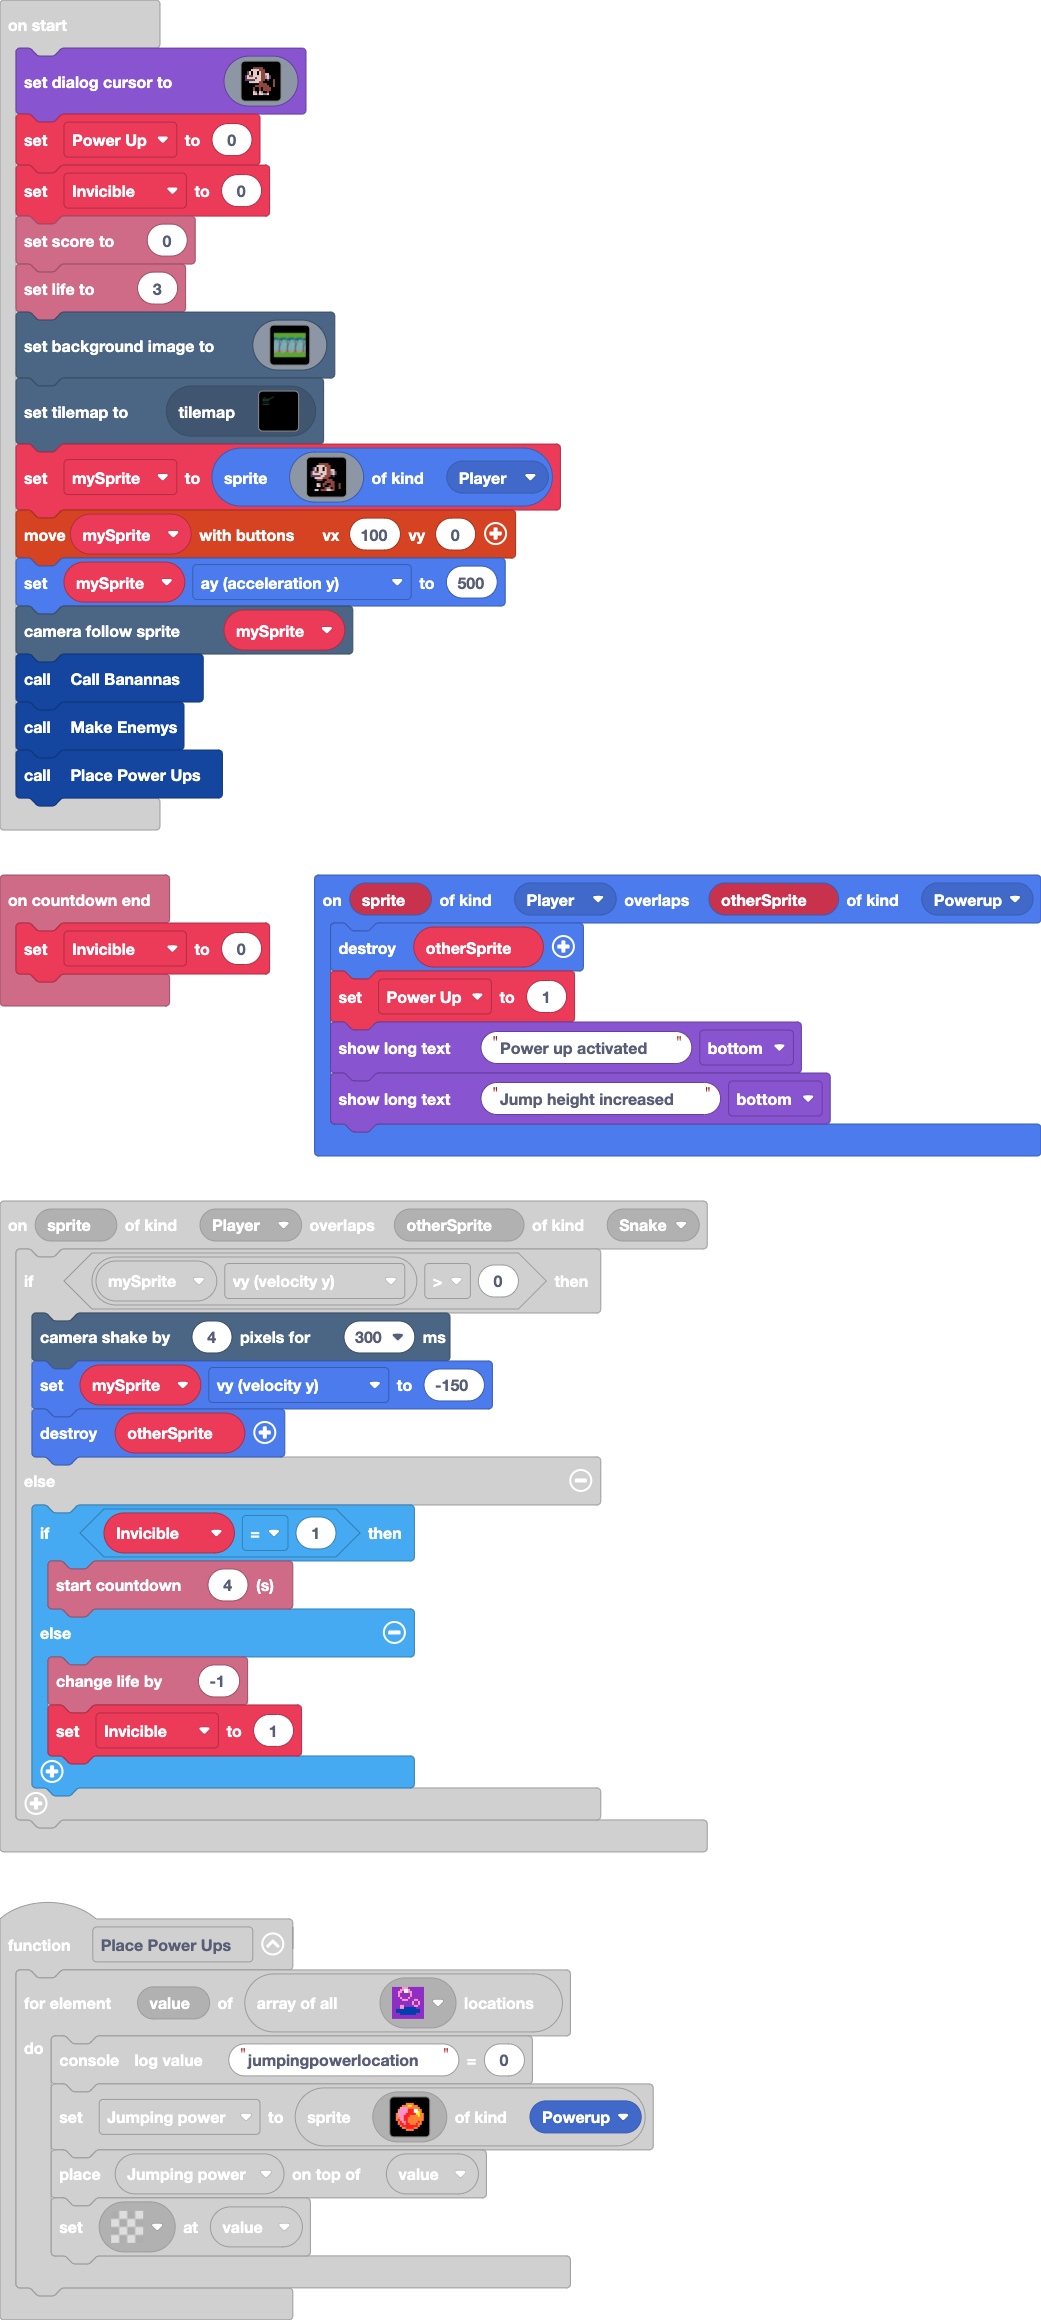 on start
set dialog cursor to
set Power Up to 0
set Invicible to 0
set score to 0
set life to 3
set background image to
set tilemap to tilemap
set mySprite to sprite of kind Player
move mySprite with buttons vx 100 vy 0
set mySprite ay (acceleration y) to 500
camera follow sprite mySprite
call Call Banannas
call Make Enemys
call Place Power Ups
on countdown end
set Invicible to 0
on sprite of kind Player overlaps otherSprite of kind Powerup
destroy otherSprite
set Power Up to 1
show long text "Power up activated" bottom
show long text "Jump height increased" bottom
on sprite of kind Player overlaps otherSprite of kind Snake
if mySprite vy (velocity y) > 0 then
camera shake by 4 pixels for 300 ms
set mySprite vy (velocity y) to -150
destroy otherSprite
else
if Invicible = 1 then
start countdown 4 (s)
else
change life by -1
set Invicible to 1
function Place Power Ups
for element value of array of all locations
do
console log value "jumpingpowerlocation" = 0
set Jumping power to sprite of kind Powerup
place Jumping power on top of value
set at value